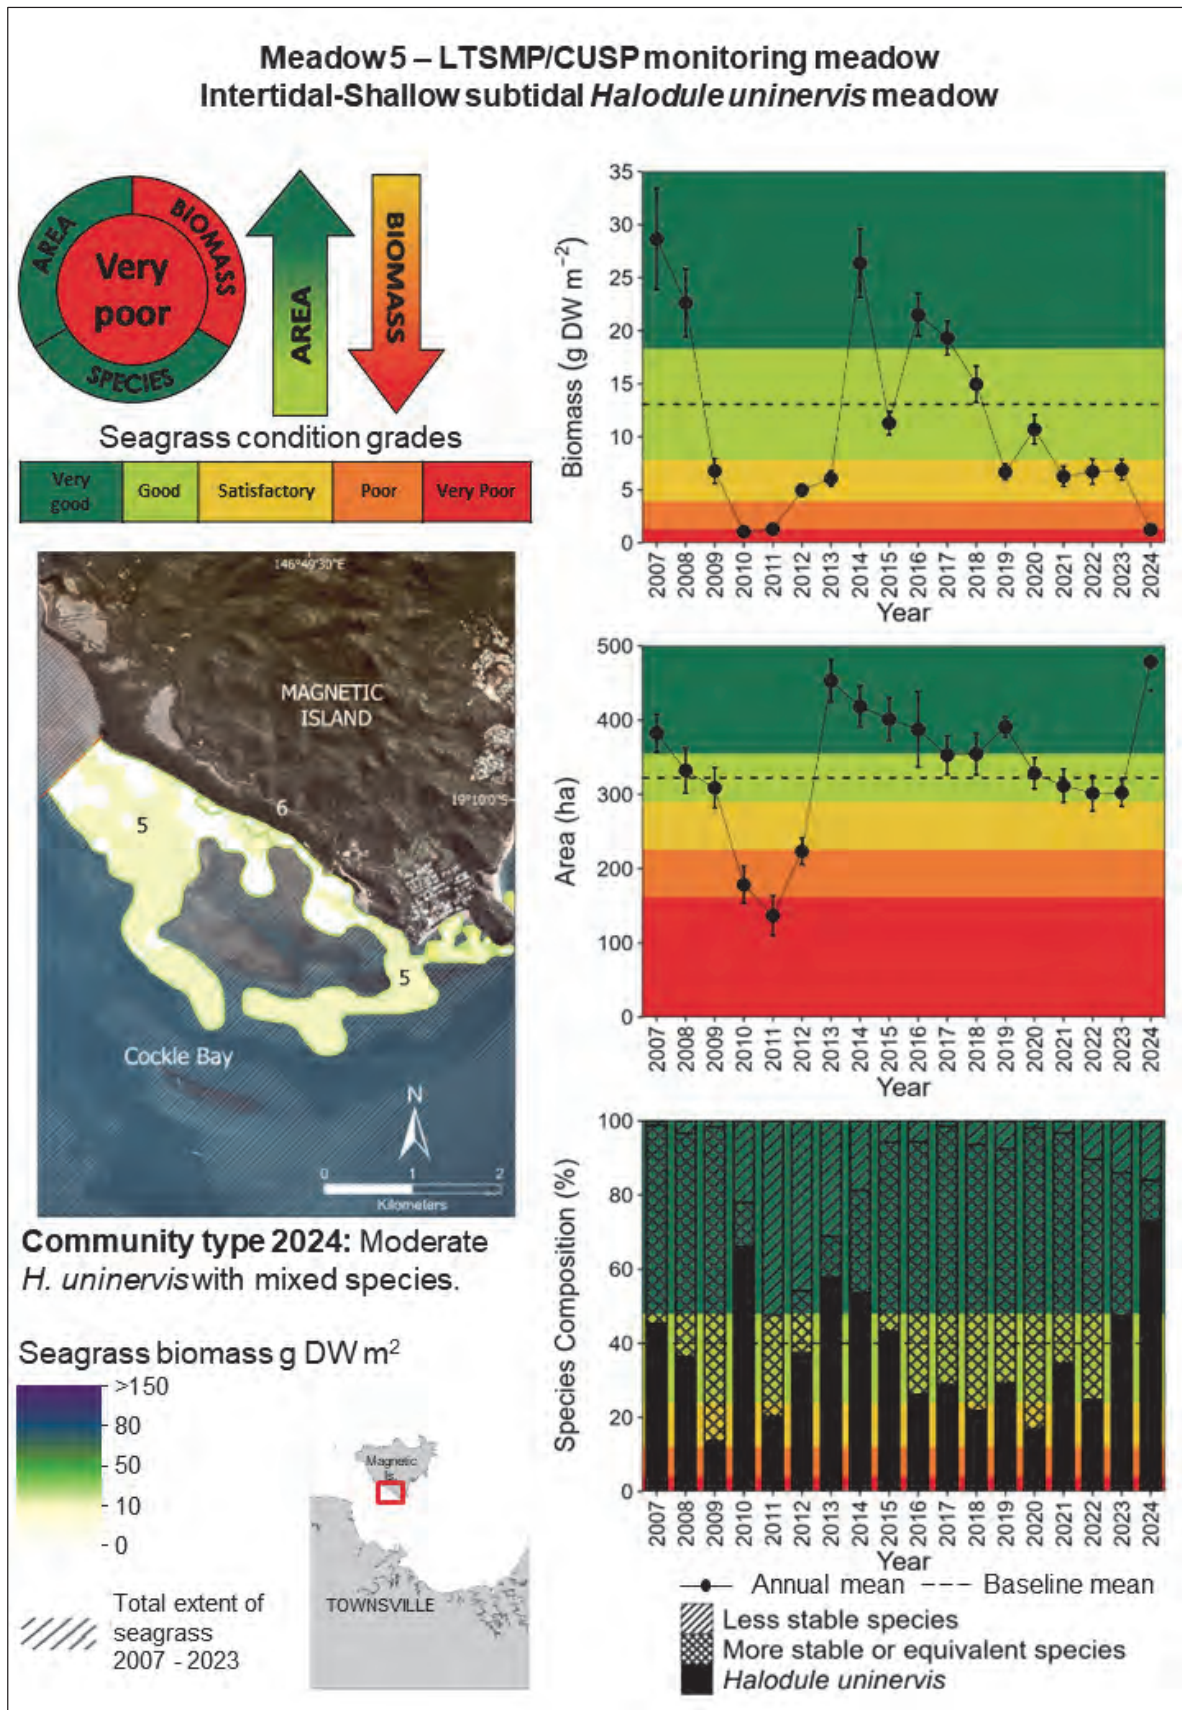 Meadow 5 – LTSMP/CUSP monitoring meadow
Intertidal-Shallow subtidal Halodule uninervis meadow
AREA
BIOMASS
SPECIES
Very
poor
AREA
BIOMASS
Seagrass condition grades
Very
good
Good
Satisfactory
Poor
Very Poor
146°49'30"E
MAGNETIC
ISLAND
19°10'0"S
6
5
5
Cockle Bay
N
0 1 2
Kilometers
Community type 2024: Moderate
H. uninervis with mixed species.
Seagrass biomass g DW m²
>150
80
50
10
0
Total extent of
seagrass
2007 - 2023
Magnetic
Is.
TOWNSVILLE
Biomass (g DW m⁻²)
35
30
25
20
15
10
5
0
2007 2008 2009 2010 2011 2012 2013 2014 2015 2016 2017 2018 2019 2020 2021 2022 2023 2024
Year
Area (ha)
500
400
300
200
100
0
2007 2008 2009 2010 2011 2012 2013 2014 2015 2016 2017 2018 2019 2020 2021 2022 2023 2024
Year
Species Composition (%)
100
80
60
40
20
0
2007 2008 2009 2010 2011 2012 2013 2014 2015 2016 2017 2018 2019 2020 2021 2022 2023 2024
Year
Annual mean Baseline mean
Less stable species
More stable or equivalent species
Halodule uninervis